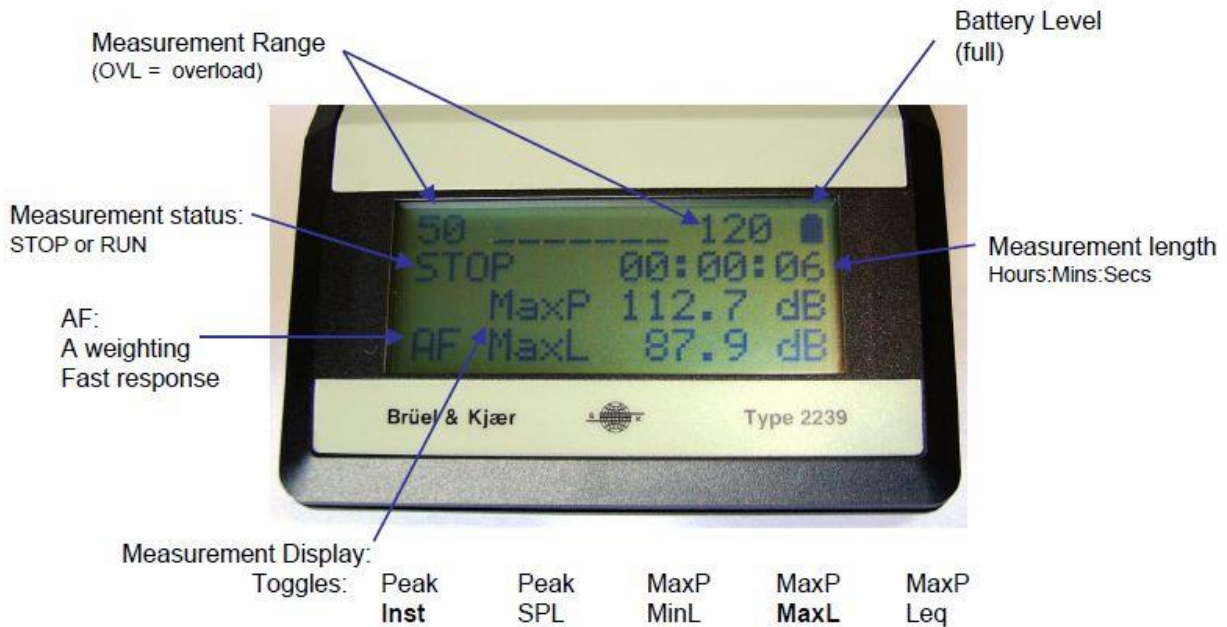 Measurement Range
(OVL = overload)
Battery Level
(full)
Measurement status:
STOP or RUN
AF:
A weighting
Fast response
50 _______ 120
STOP 00:00:06
MaxP 112.7 dB
AF MaxL 87.9 dB
Brüel & Kjær Type 2239
Measurement length
Hours:Mins:Secs
Measurement Display:
Toggles: Peak Peak MaxP MaxP MaxP
Inst SPL MinL MaxL Leq